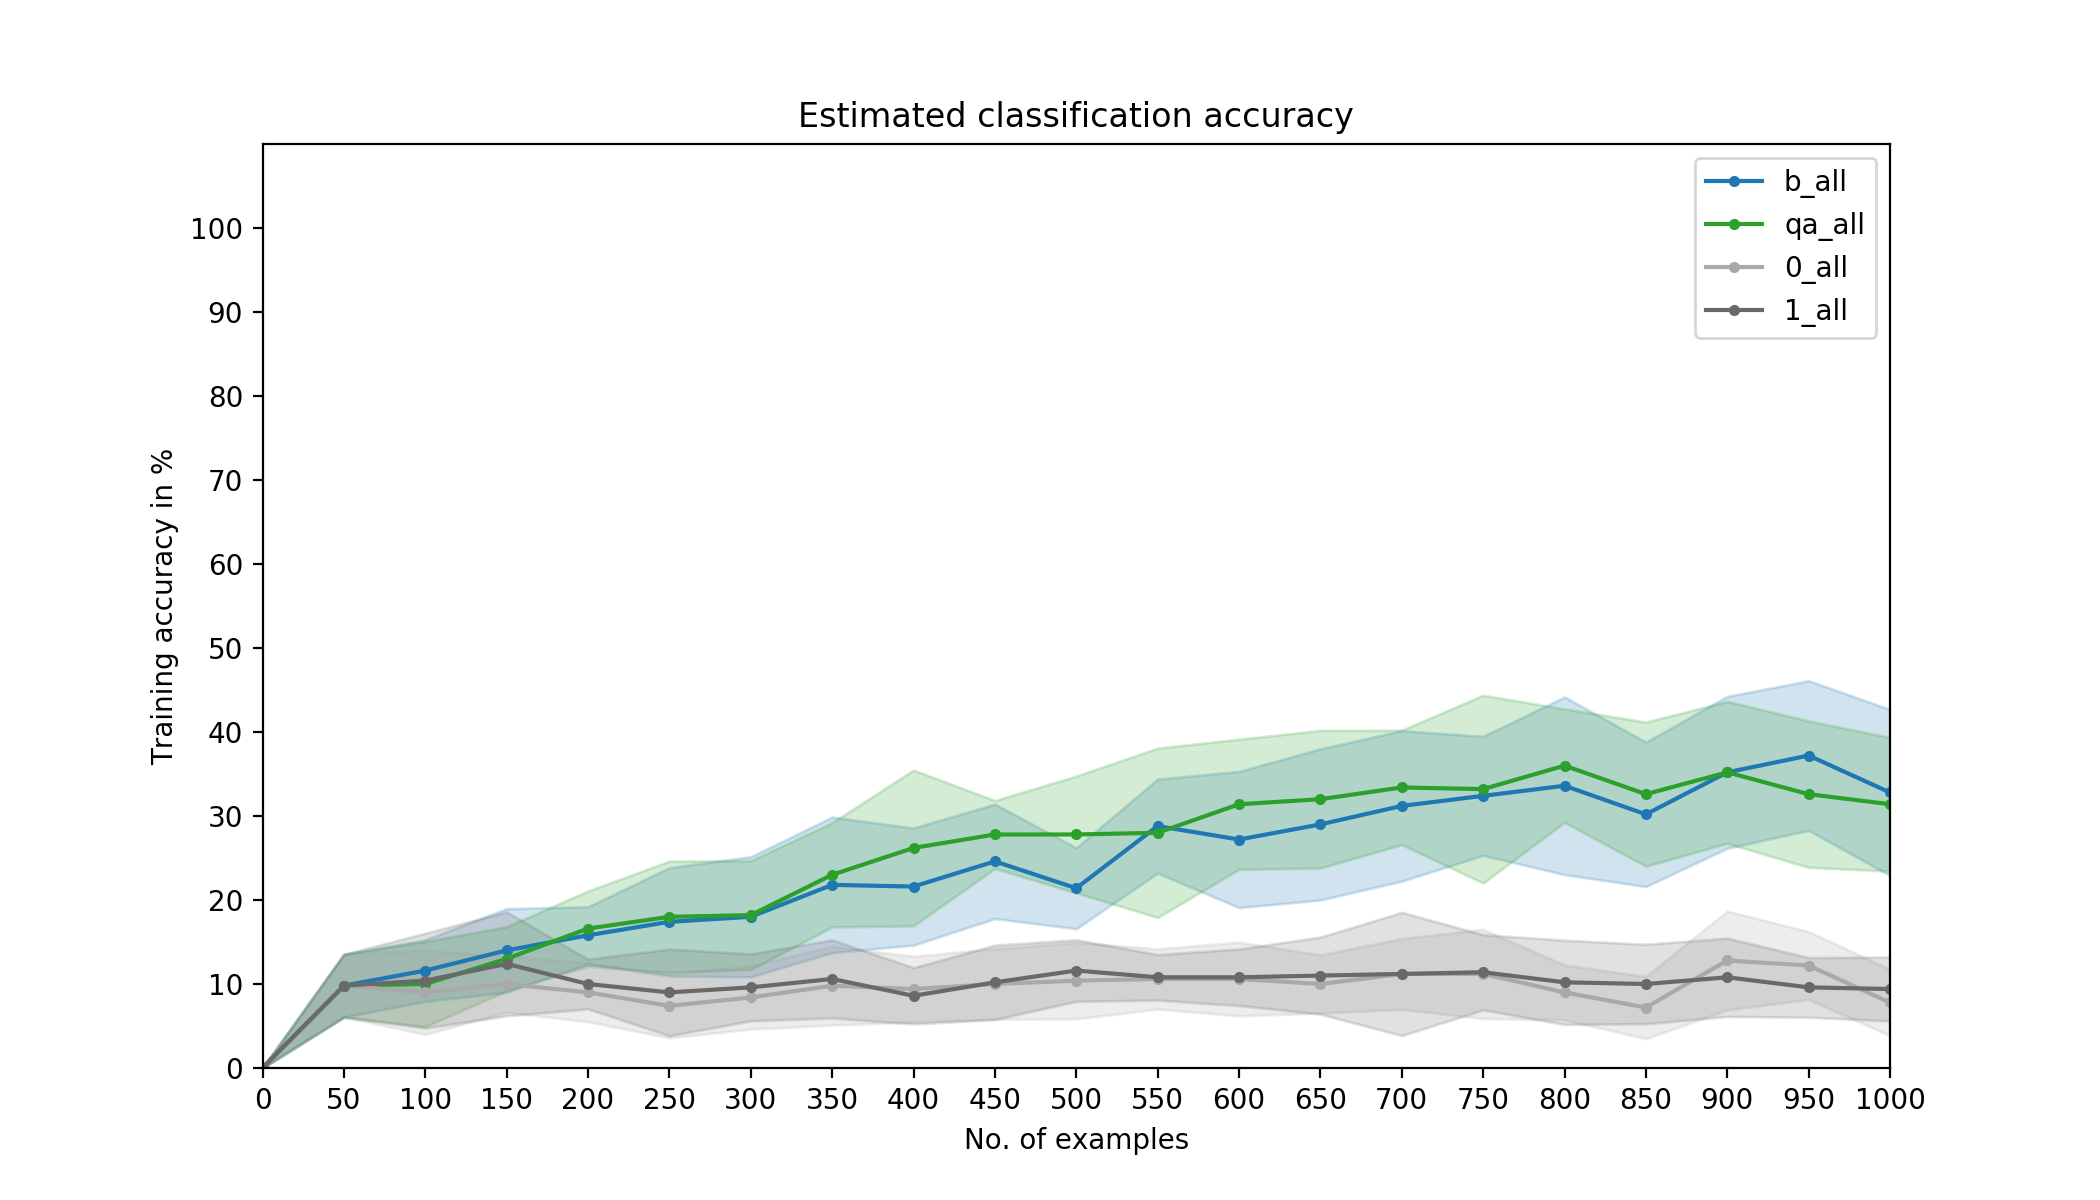 Estimated classification accuracy
b_all
qa_all
0_all
1_all
100
90
80
70
60
50
40
30
20
10
0
Training accuracy in %
0 50 100 150 200 250 300 350 400 450 500 550 600 650 700 750 800 850 900 950 1000
No. of examples